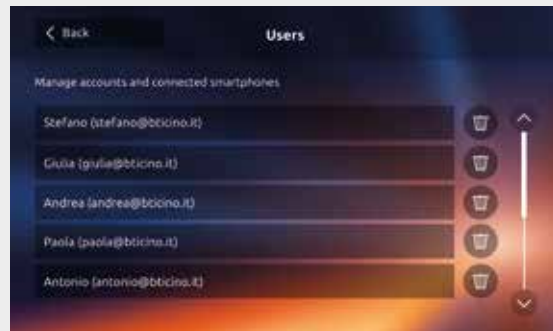 Back
Users
Manage accounts and connected smartphones
Stefano (stefano@bticino.it)
Giulia (giulia@bticino.it)
Andrea (andrea@bticino.it)
Paola (paola@bticino.it)
Antonio (antonio@bticino.it)